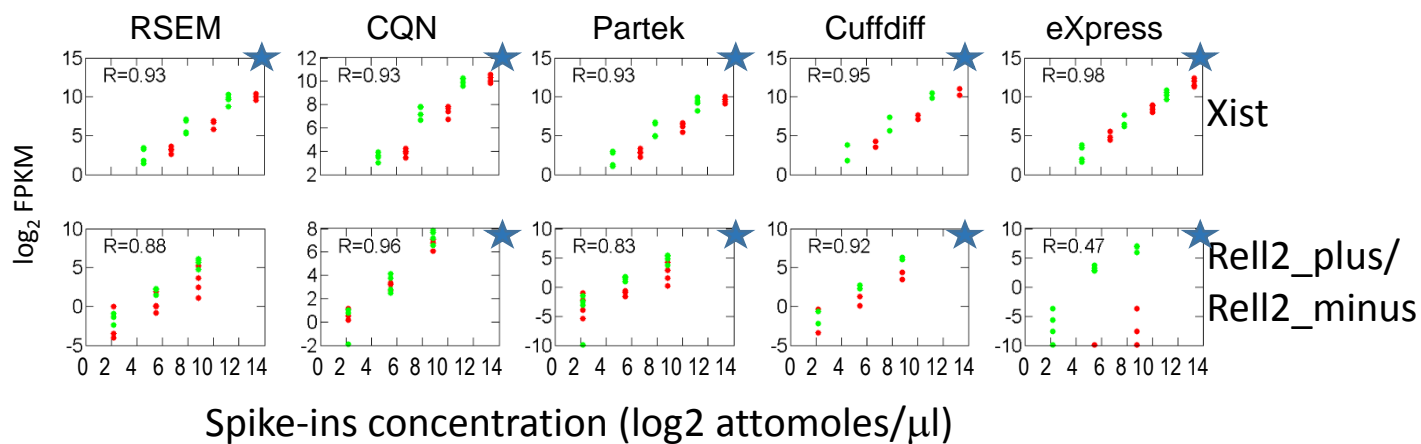 RSEM CQN Partek Cuffdiff eXpress
15 12 15 15 15
R=0.93 R=0.93 R=0.93 R=0.95 R=0.98
10 10 10 10 10
8
6
5 4 5 5 5
0 2 0 0 0
Xist
log₂ FPKM
10 8 10 10 10
R=0.88 R=0.96 R=0.83 R=0.92 R=0.47
5 6 5 5 5
4
0 2 0 0 0
0 -5 -5
-5 -2 -10 -5 -10
Rell2_plus/
Rell2_minus
0 2 4 6 8 10 12 14 0 2 4 6 8 10 12 14 0 2 4 6 8 10 12 14 0 2 4 6 8 10 12 14 0 2 4 6 8 10 12 14
Spike-ins concentration (log2 attomoles/μl)